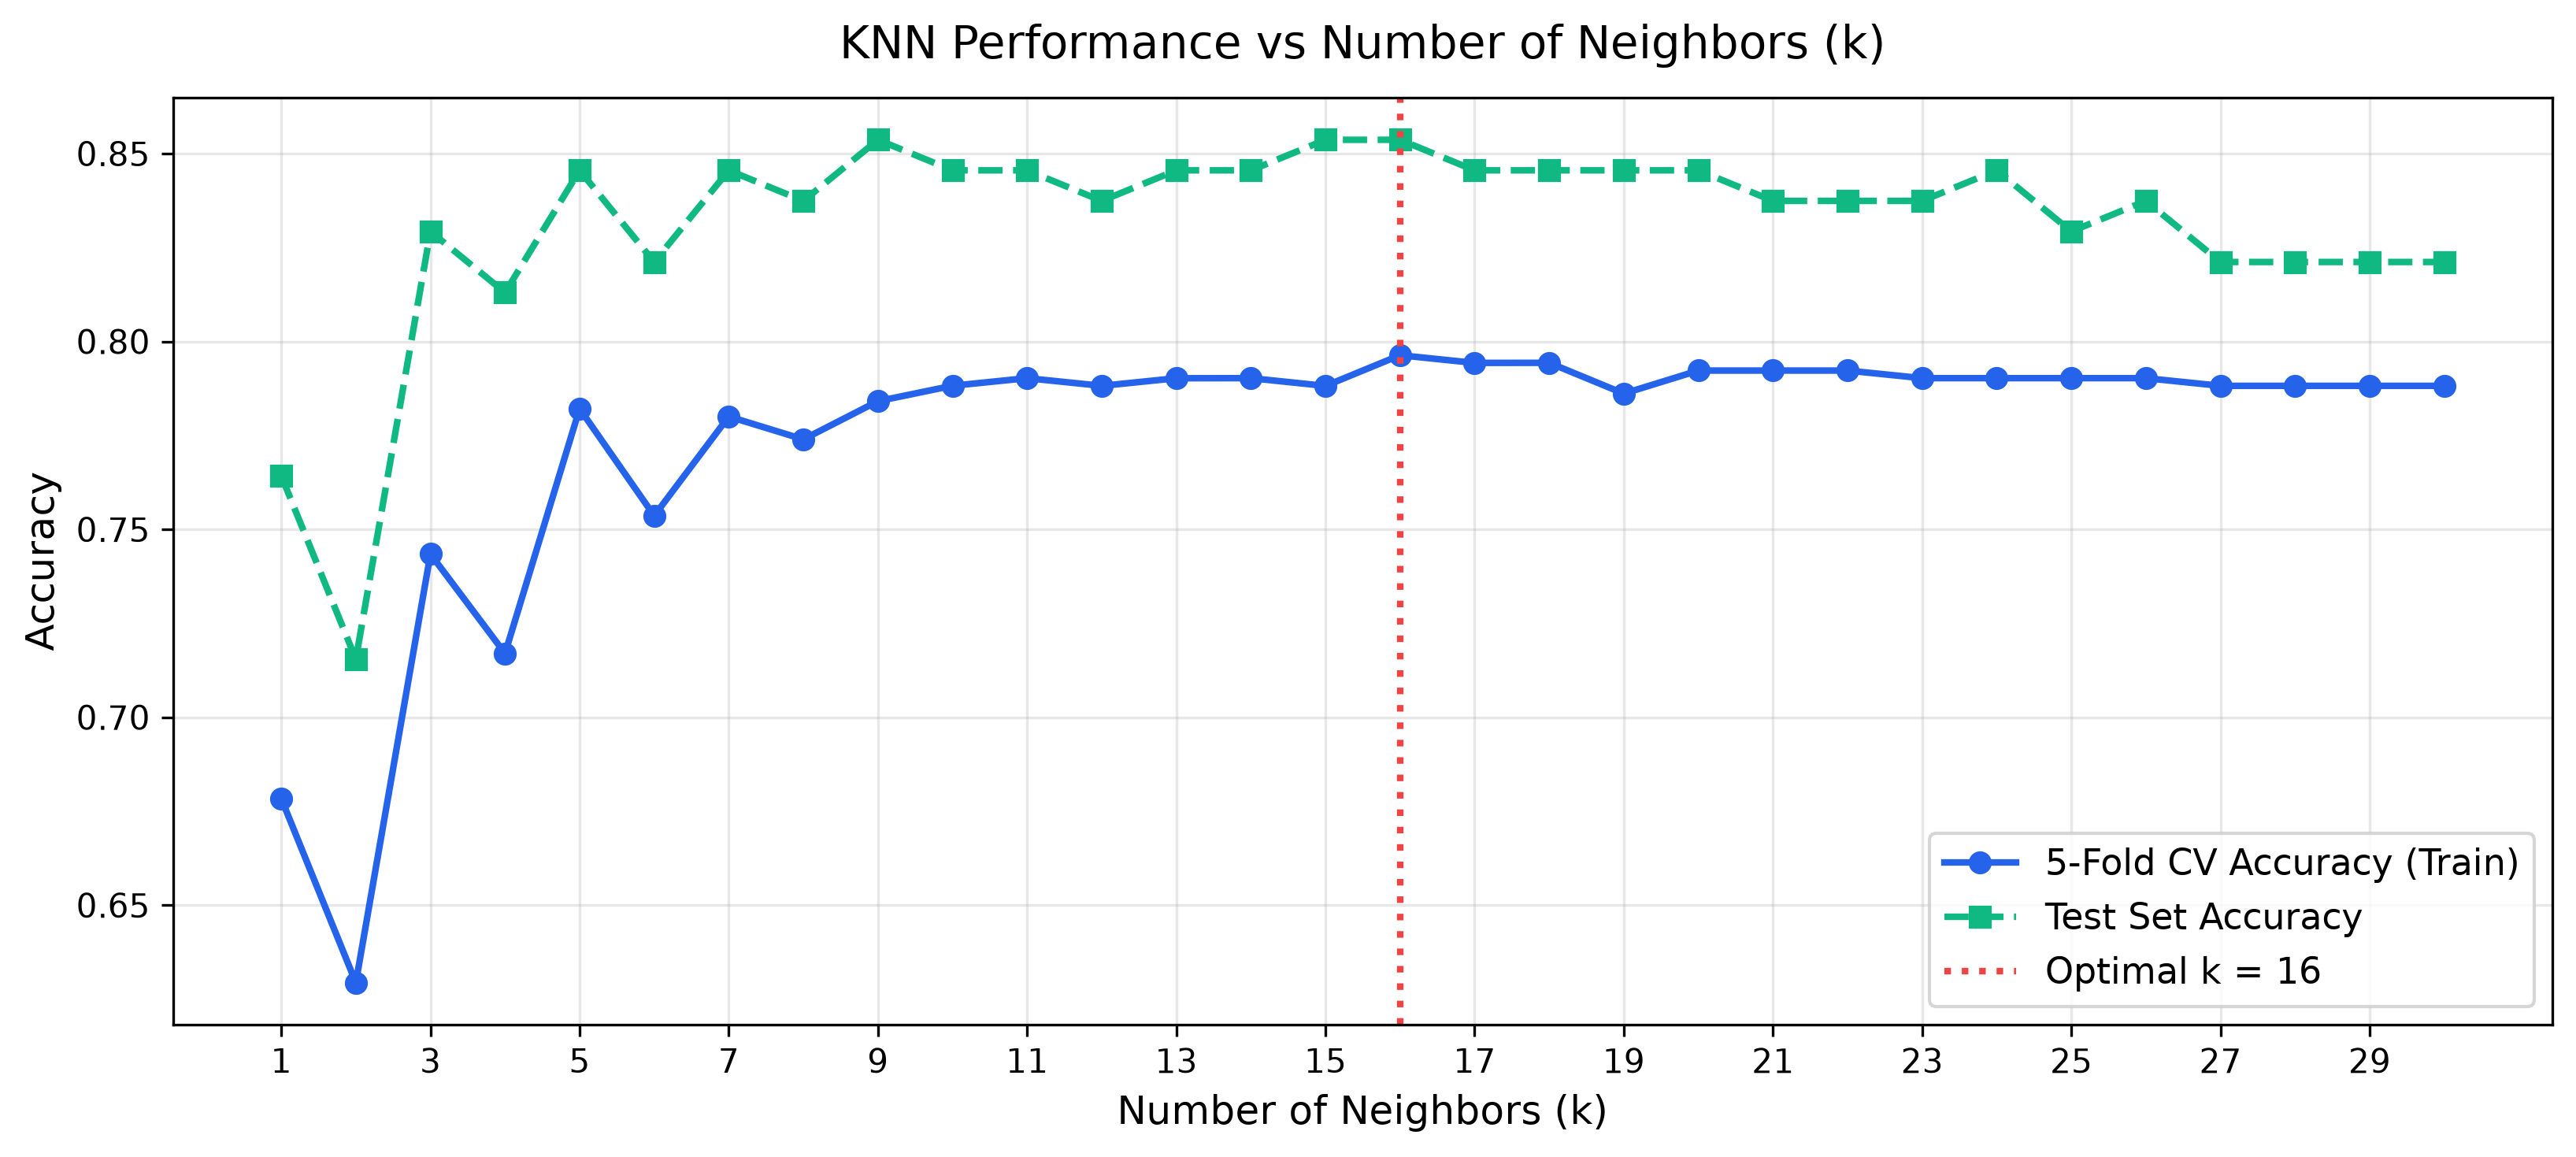 KNN Performance vs Number of Neighbors (k)
Accuracy
0.85
0.80
0.75
0.70
0.65
5-Fold CV Accuracy (Train)
Test Set Accuracy
Optimal k = 16
1 3 5 7 9 11 13 15 17 19 21 23 25 27 29
Number of Neighbors (k)